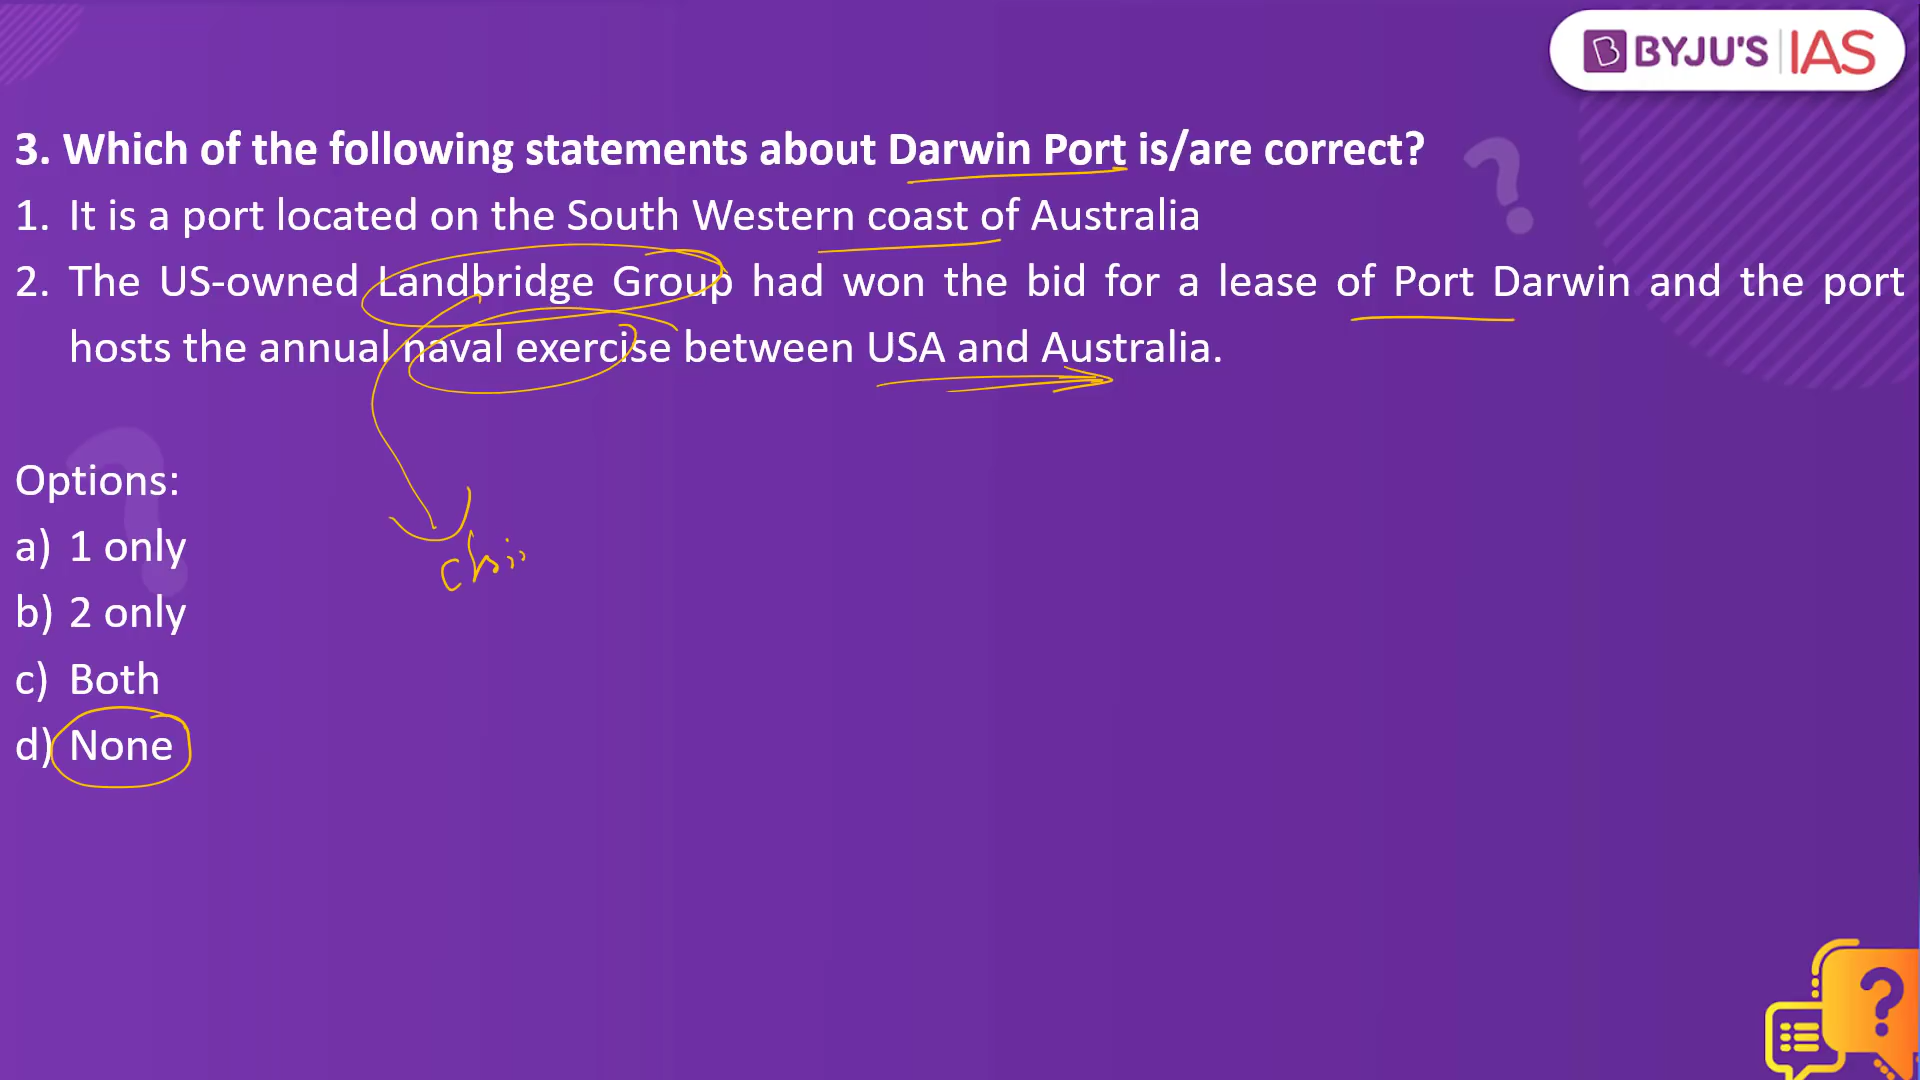 BYJU'S IAS
3. Which of the following statements about Darwin Port is/are correct?
1. It is a port located on the South Western coast of Australia
2. The US-owned Landbridge Group had won the bid for a lease of Port Darwin and the port
hosts the annual naval exercise between USA and Australia.
Options:
a) 1 only
b) 2 only
c) Both
d) None